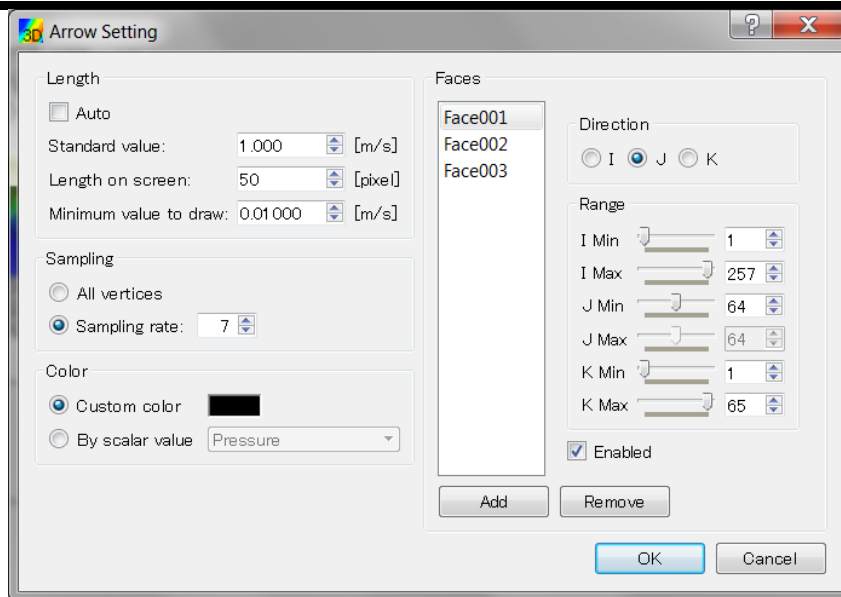 3D Arrow Setting
?
X
Length
Auto
Standard value: 1.000 [m/s]
Length on screen: 50 [pixel]
Minimum value to draw: 0.01000 [m/s]
Sampling
All vertices
Sampling rate: 7
Color
Custom color
By scalar value Pressure
Faces
Face001
Face002
Face003
Direction
I J K
Range
I Min 1
I Max 257
J Min 64
J Max 64
K Min 1
K Max 65
Enabled
Add Remove
OK Cancel